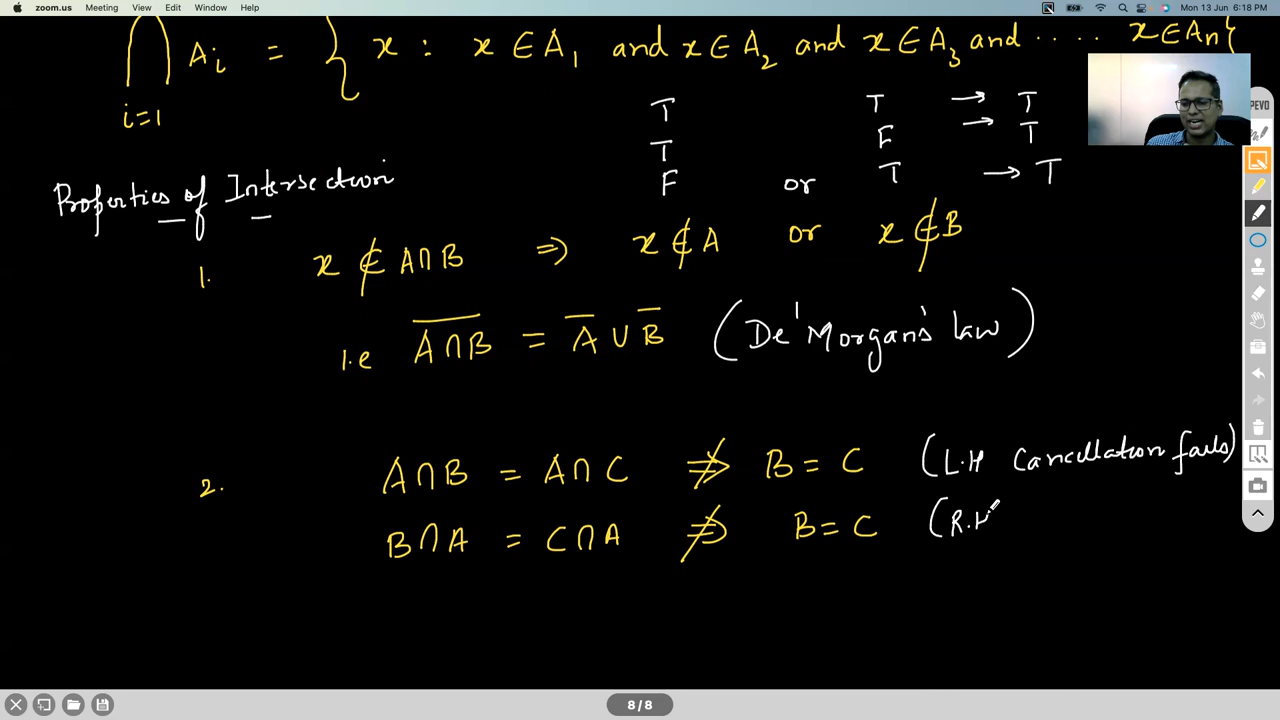 zoom.us Meeting View Edit Window Help Mon 13 Jun 6:18 PM
⋂ Ai = { x : x ∈ A1 and x ∈ A2 and x ∈ A3 and .... x ∈ An}
i=1
T T → T
T F → T
F or T → T
Properties of Intersection
1. x ∉ A∩B ⇒ x ∉ A or x ∉ B
i.e A̅∩̅B̅ = A̅ ∪ B̅ (De'Morgan's law)
2. A∩B = A∩C ⇏ B = C (L.H Cancellation fails)
B∩A = C∩A ⇏ B = C (R.H
8/8